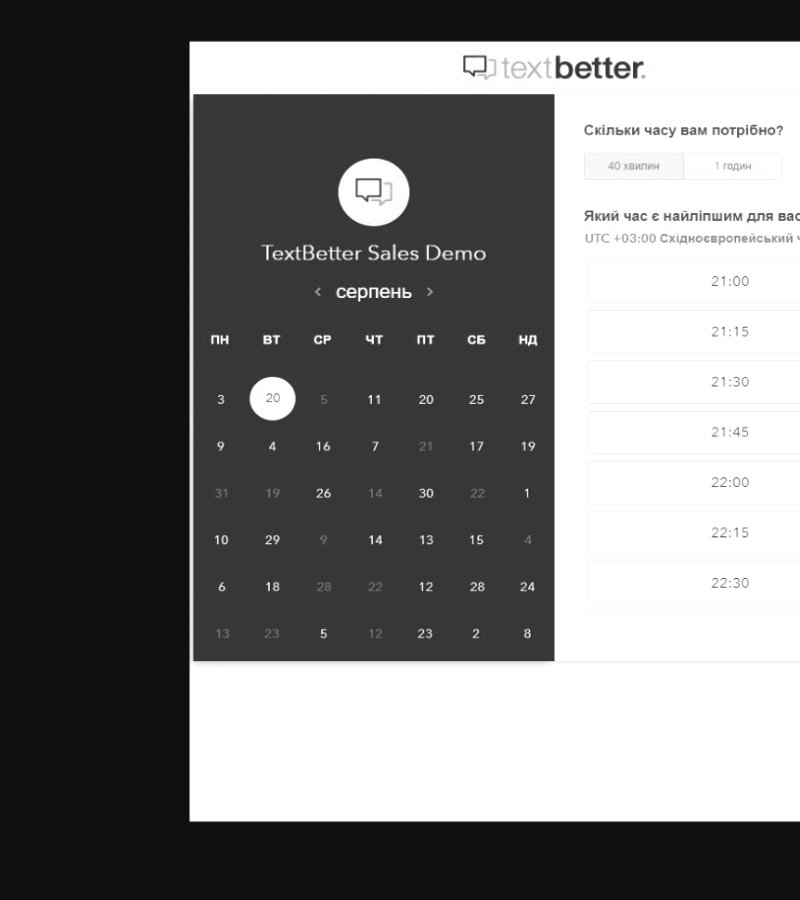 textbetter.
TextBetter Sales Demo
< серпень >
ПН ВТ СР ЧТ ПТ СБ НД
3 20 5 11 20 25 27
9 4 16 7 21 17 19
31 19 26 14 30 22 1
10 29 9 14 13 15 4
6 18 28 22 12 28 24
13 23 5 12 23 2 8
Скільки часу вам потрібно?
40 хвилин 1 годин
Який час є найліпшим для вас
UTC +03:00 Східноєвропейський
21:00
21:15
21:30
21:45
22:00
22:15
22:30